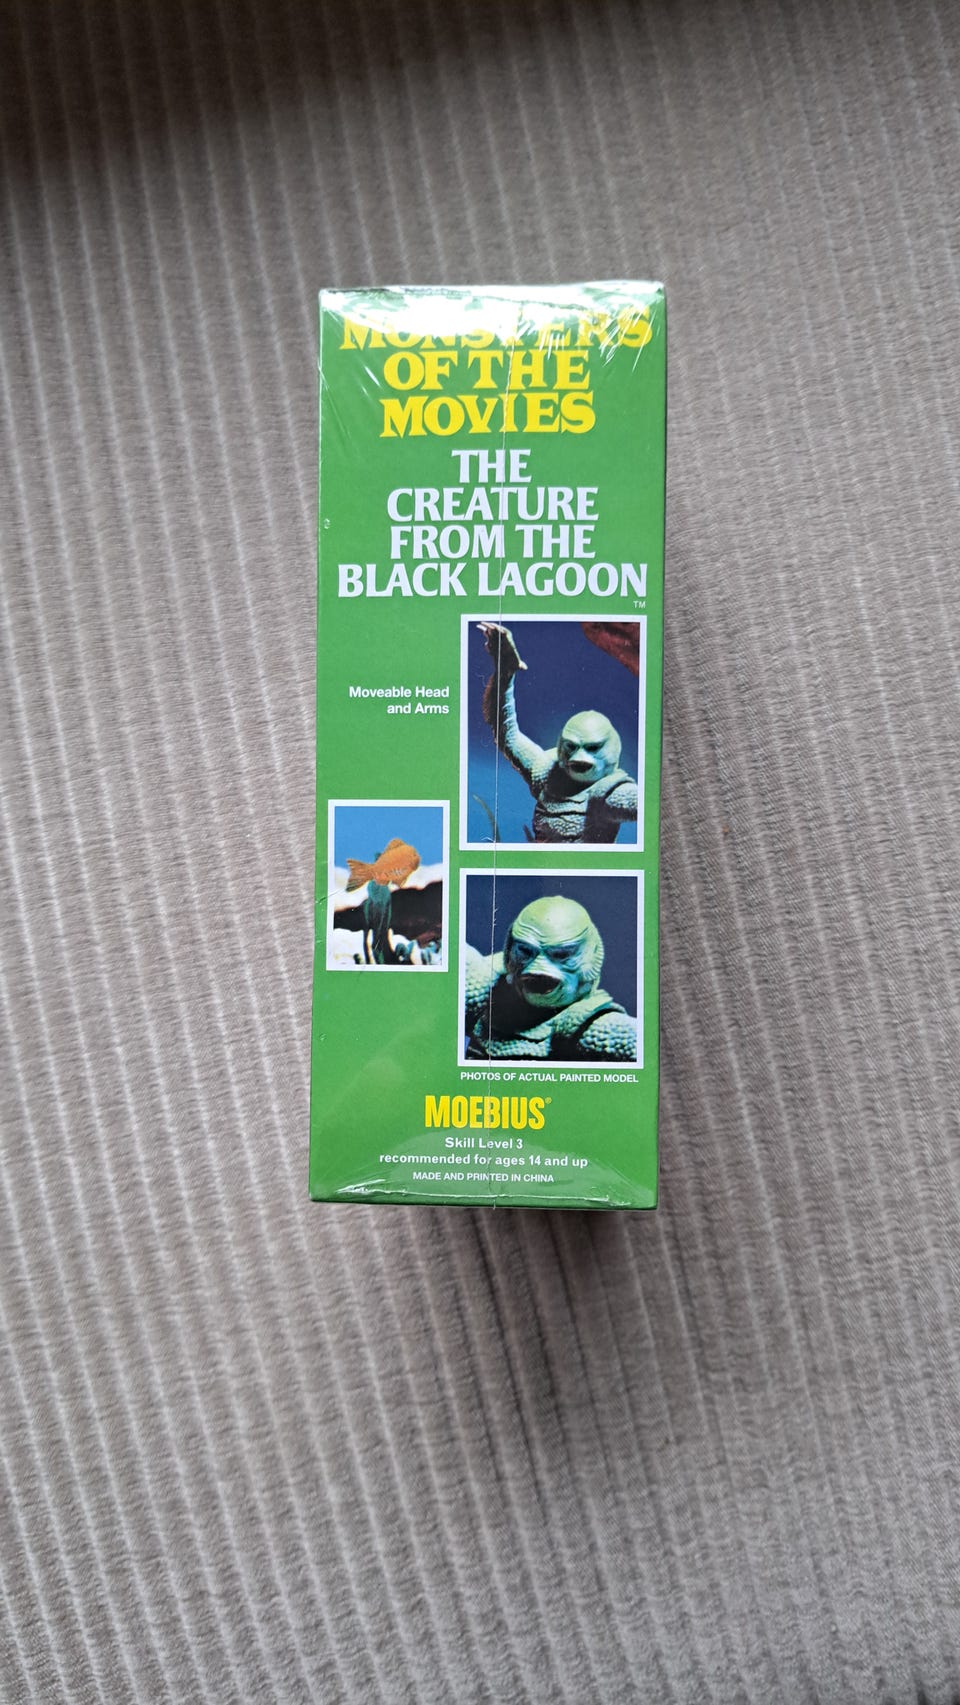 MONSTERS
OF THE
MOVIES
THE
CREATURE
FROM THE
BLACK LAGOON
TM
Moveable Head
and Arms
PHOTOS OF ACTUAL PAINTED MODEL
MOEBIUS®
Skill Level 3
recommended for ages 14 and up
MADE AND PRINTED IN CHINA